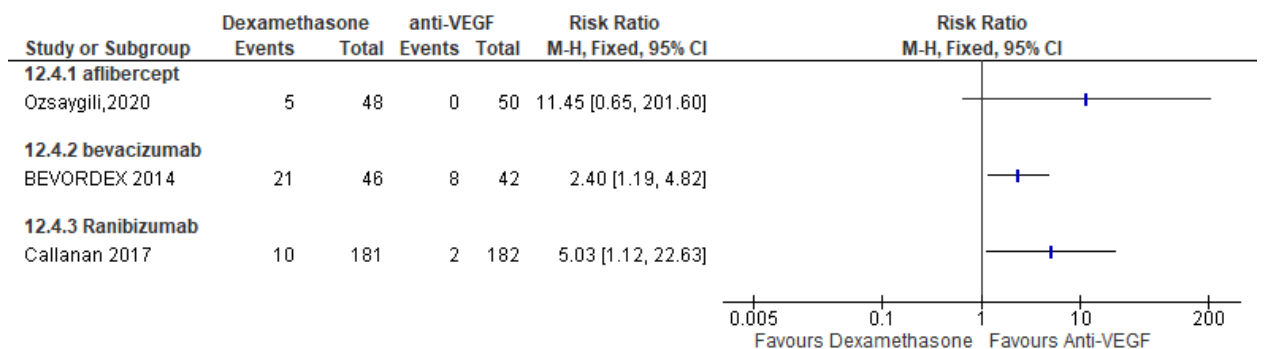 Dexamethasone anti-VEGF Risk Ratio Risk Ratio
Study or Subgroup Events Total Events Total M-H, Fixed, 95% CI M-H, Fixed, 95% CI
12.4.1 aflibercept
Ozsaygili,2020 5 48 0 50 11.45 [0.65, 201.60]
12.4.2 bevacizumab
BEVORDEX 2014 21 46 8 42 2.40 [1.19, 4.82]
12.4.3 Ranibizumab
Callanan 2017 10 181 2 182 5.03 [1.12, 22.63]
0.005 0.1 1 10 200
Favours Dexamethasone Favours Anti-VEGF